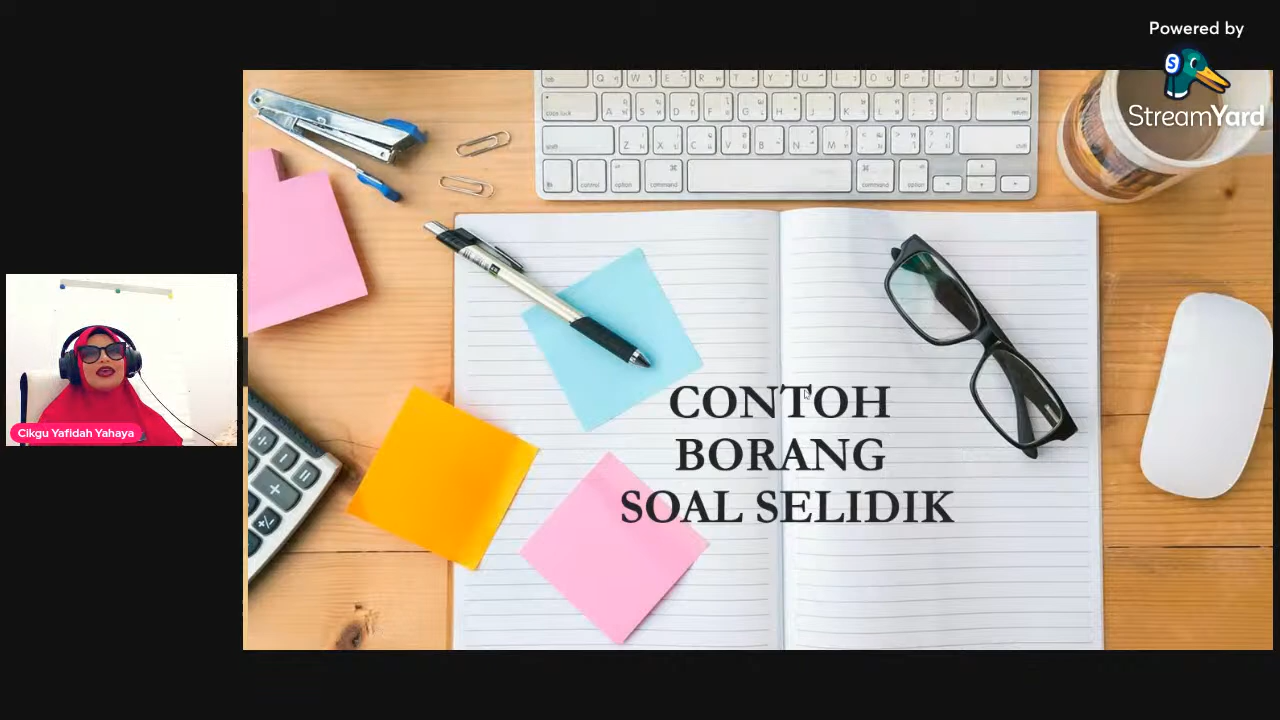 Powered by
StreamYard
CONTOH
BORANG
SOAL SELIDIK
Cikgu Yafidah Yahaya